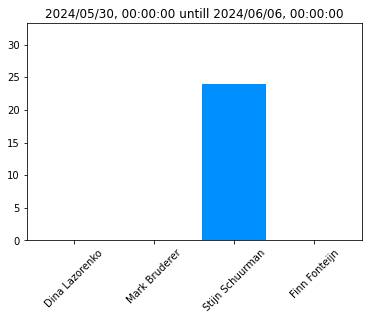 2024/05/30, 00:00:00 untill 2024/06/06, 00:00:00
30
25
20
15
10
5
0
Dina Lazorenko
Mark Bruderer
Stijn Schuurman
Finn Fonteijn